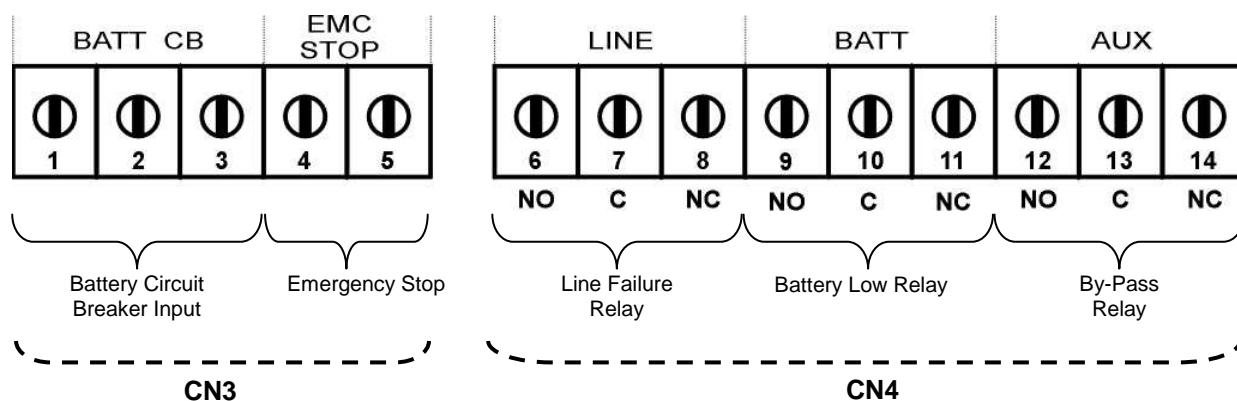 BATT CB
EMC
STOP
LINE
BATT
AUX
1 2 3 4 5
6 7 8 9 10 11 12 13 14
NO C NC NO C NC NO C NC
Battery Circuit
Breaker Input
Emergency Stop
Line Failure
Relay
Battery Low Relay
By-Pass
Relay
CN3
CN4